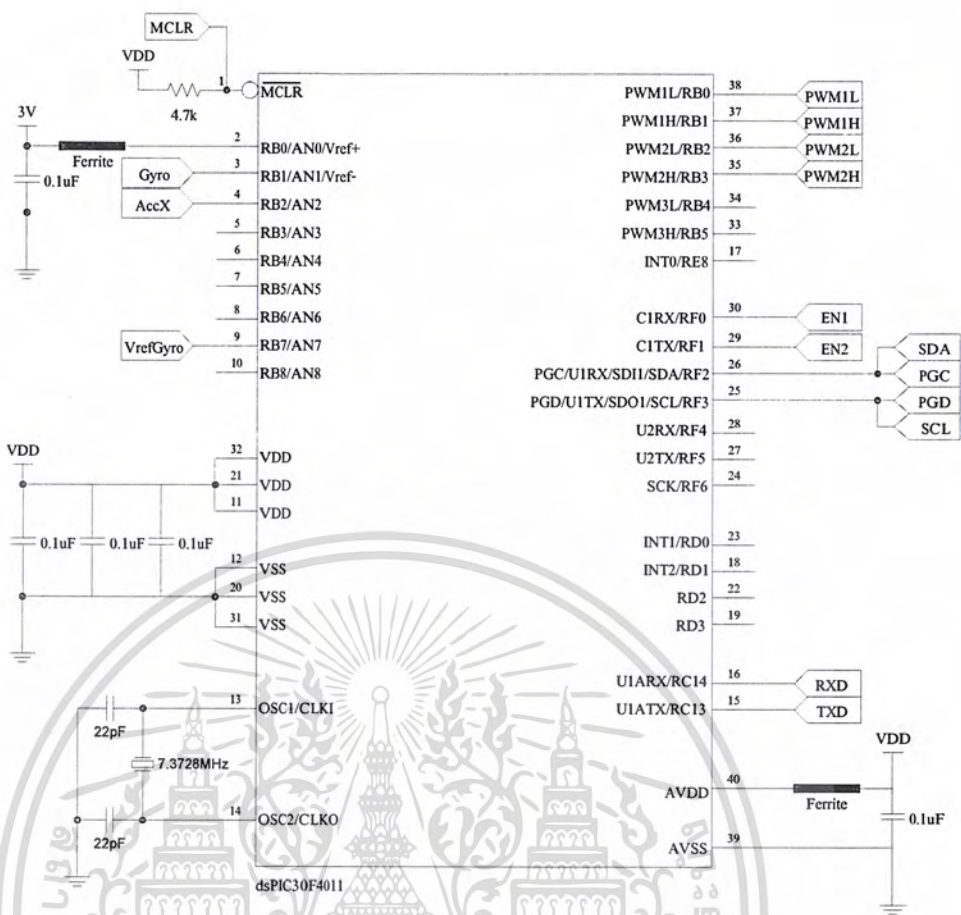 MCLR
VDD
4.7k
1
MCLR
3V
Ferrite
0.1uF
2
RB0/AN0/Vref+
Gyro
3
RB1/AN1/Vref-
AccX
4
RB2/AN2
5
RB3/AN3
6
RB4/AN4
7
RB5/AN5
8
RB6/AN6
VrefGyro
9
RB7/AN7
10
RB8/AN8
VDD
32
VDD
21
VDD
11
VDD
0.1uF
0.1uF
0.1uF
12
VSS
20
VSS
31
VSS
13
OSC1/CLKI
22pF
7.3728MHz
14
OSC2/CLKO
22pF
dsPIC30F4011
PWM1L/RB0
38
PWM1L
PWM1H/RB1
37
PWM1H
PWM2L/RB2
36
PWM2L
PWM2H/RB3
35
PWM2H
PWM3L/RB4
34
PWM3H/RB5
33
INT0/RE8
17
C1RX/RF0
30
EN1
C1TX/RF1
29
EN2
PGC/U1RX/SDI1/SDA/RF2
26
SDA
PGC
PGD/U1TX/SDO1/SCL/RF3
25
PGD
SCL
U2RX/RF4
28
U2TX/RF5
27
SCK/RF6
24
INT1/RD0
23
INT2/RD1
18
RD2
22
RD3
19
U1ARX/RC14
16
RXD
U1ATX/RC13
15
TXD
VDD
AVDD
40
Ferrite
0.1uF
AVSS
39